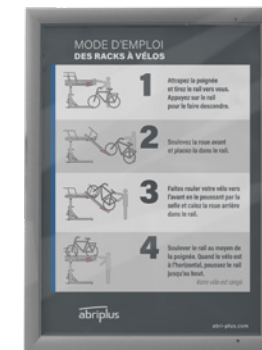 MODE D'EMPLOI
DES RACKS À VÉLOS
1
Attrapez la poignée
et tirez le rail vers vous.
Appuyez sur le rail
pour le faire descendre.
2
Soulevez la roue avant
et placez-la dans le rail.
3
Faites rouler votre vélo vers
l'avant en le poussant par la
selle et calez la roue arrière
dans le rail.
4
Soulever le rail au moyen de
la poignée. Quand le vélo est
à l'horizontal, poussez le rail
jusqu'au bout.
Votre vélo est rangé
abriplus
abri-plus.com